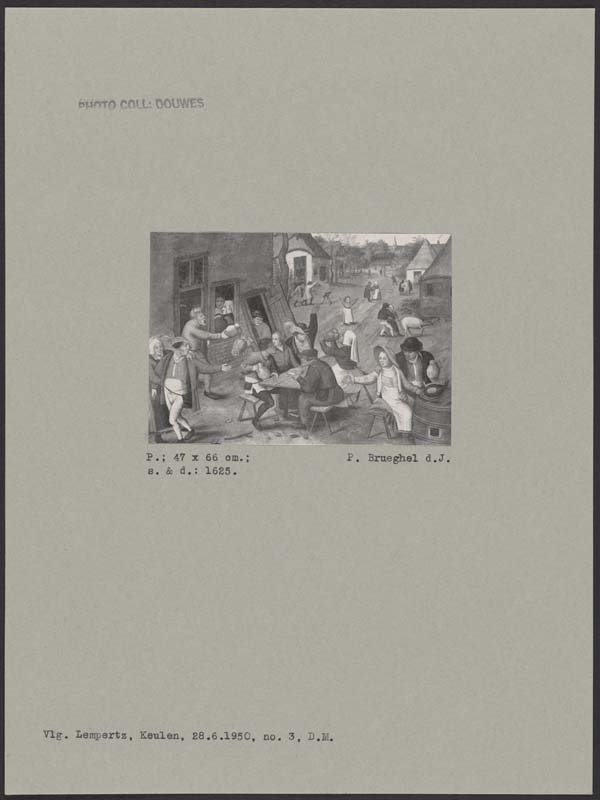 PHOTO COLL: DOUWES
P.; 47 x 66 cm.;
s. & d.: 1625.
P. Brueghel d.J.
Vlg. Lempertz, Keulen, 28.6.1950, no. 3, D.M.